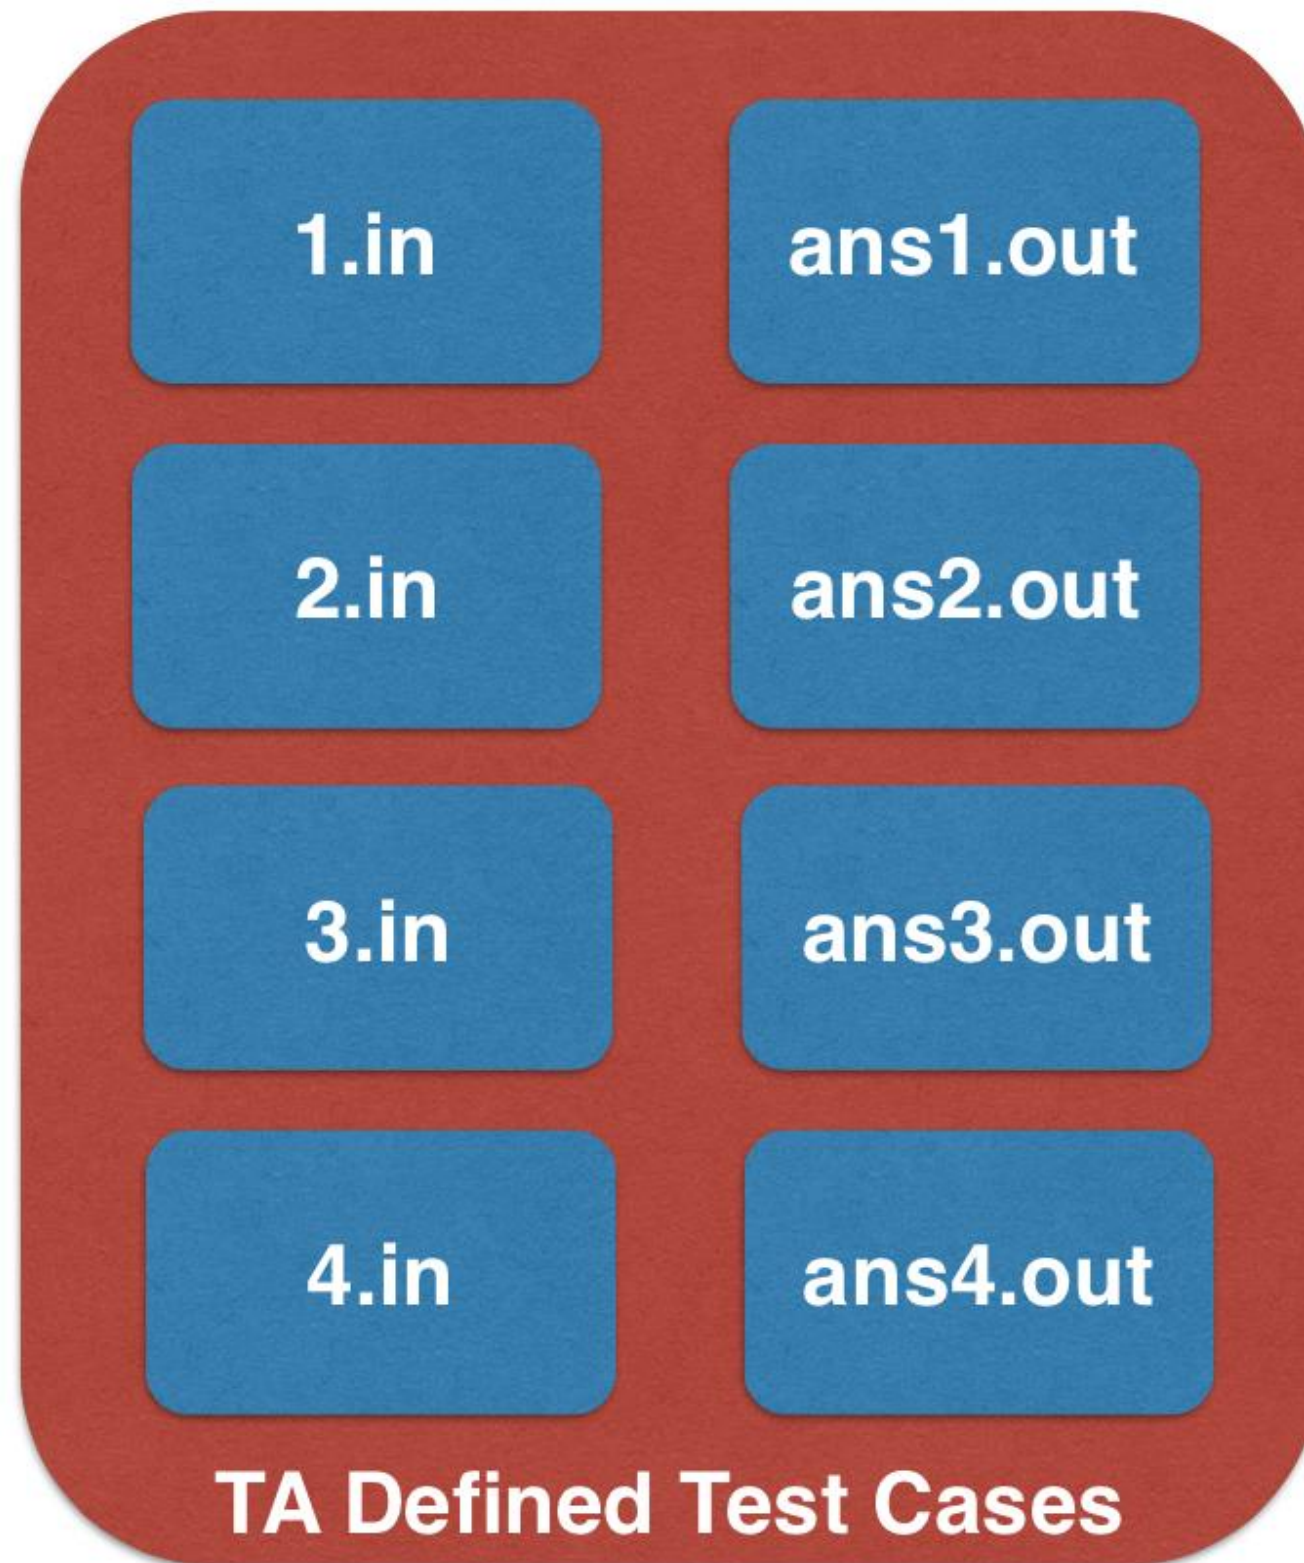 1.in
ans1.out
2.in
ans2.out
3.in
ans3.out
4.in
ans4.out
TA Defined Test Cases